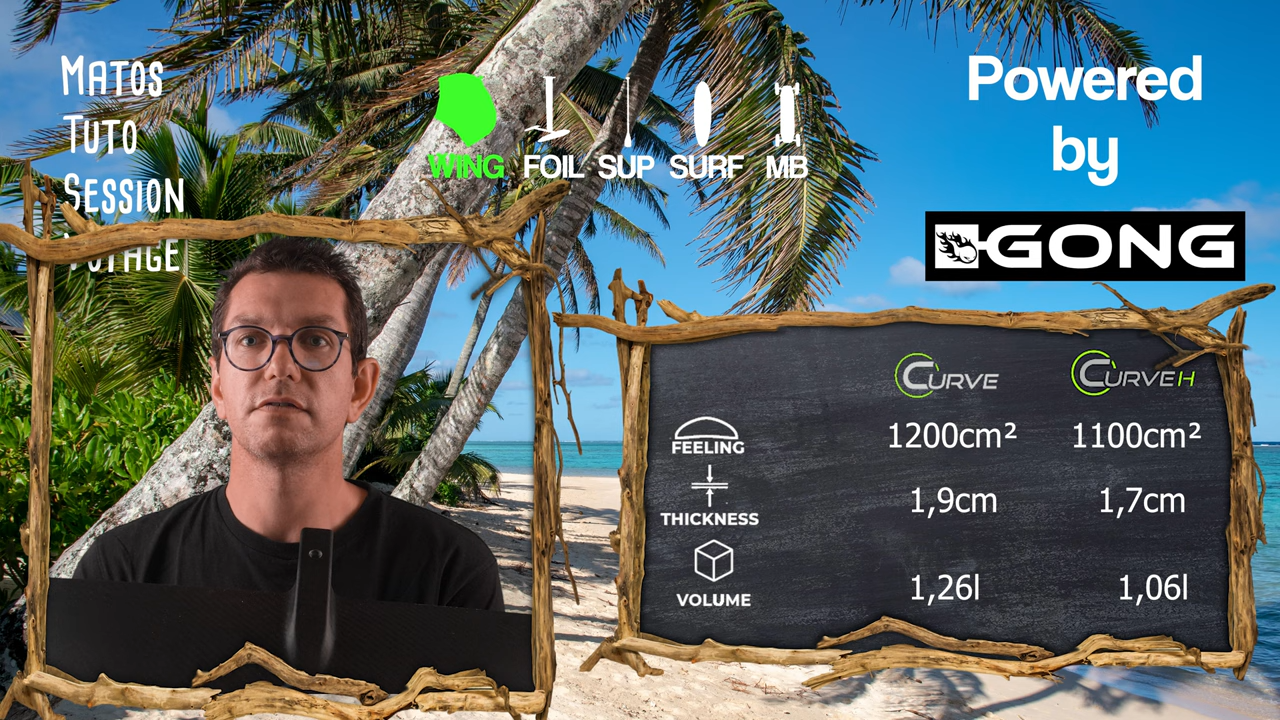 MATOS
TUTO
SESSION
VOYAGE
WING FOIL SUP SURF MB
Powered
by
GONG
CURVE CURVE H
FEELING 1200cm² 1100cm²
THICKNESS 1,9cm 1,7cm
VOLUME 1,26l 1,06l